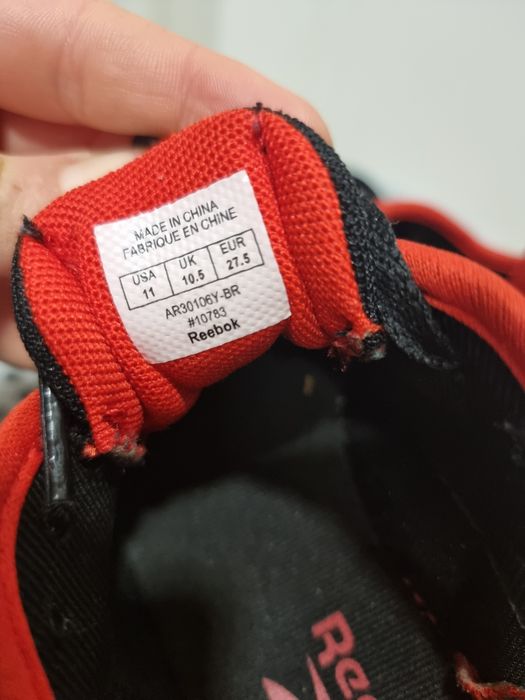 MADE IN CHINA
FABRIQUE EN CHINE
USA UK EUR
11 10.5 27.5
AR30106Y-BR
#10783
Reebok